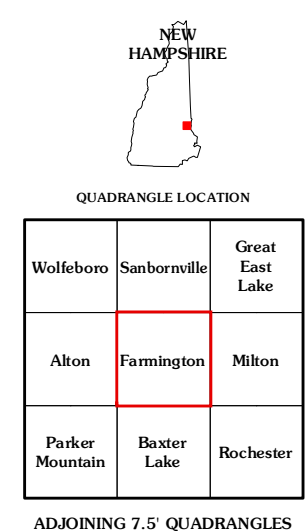 NEW
HAMPSHIRE
QUADRANGLE LOCATION
Wolfeboro
Sanbornville
Great
East
Lake
Alton
Farmington
Milton
Parker
Mountain
Baxter
Lake
Rochester
ADJOINING 7.5' QUADRANGLES